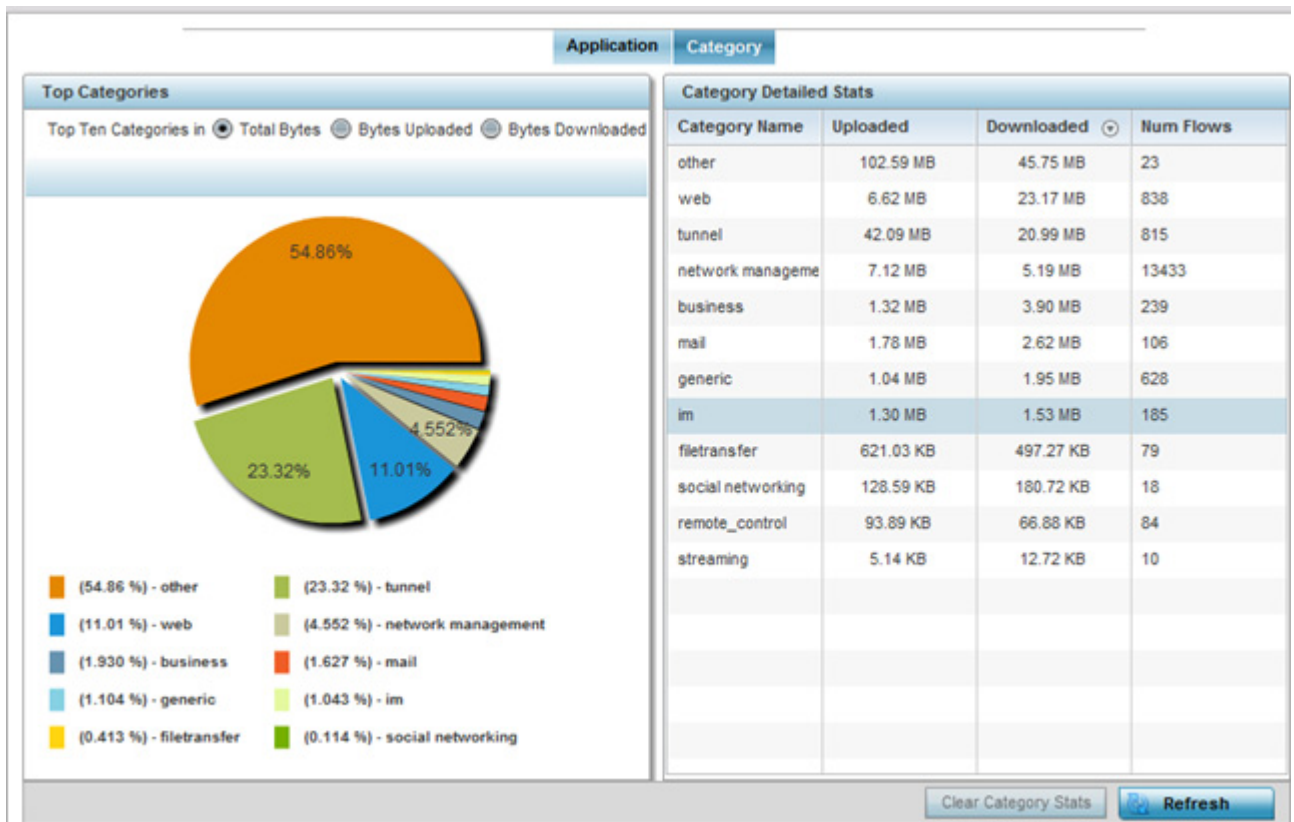 Application Category
Top Categories
Top Ten Categories in Total Bytes Bytes Uploaded Bytes Downloaded
54.86%
4.552%
23.32%
11.01%
(54.86 %) - other
(23.32 %) - tunnel
(11.01 %) - web
(4.552 %) - network management
(1.930 %) - business
(1.627 %) - mail
(1.104 %) - generic
(1.043 %) - im
(0.413 %) - filetransfer
(0.114 %) - social networking
Category Detailed Stats
Category Name Uploaded Downloaded Num Flows
other 102.59 MB 45.75 MB 23
web 6.62 MB 23.17 MB 838
tunnel 42.09 MB 20.99 MB 815
network manageme 7.12 MB 5.19 MB 13433
business 1.32 MB 3.90 MB 239
mail 1.78 MB 2.62 MB 106
generic 1.04 MB 1.95 MB 628
im 1.30 MB 1.53 MB 185
filetransfer 621.03 KB 497.27 KB 79
social networking 128.59 KB 180.72 KB 18
remote_control 93.89 KB 66.88 KB 84
streaming 5.14 KB 12.72 KB 10
Clear Category Stats Refresh